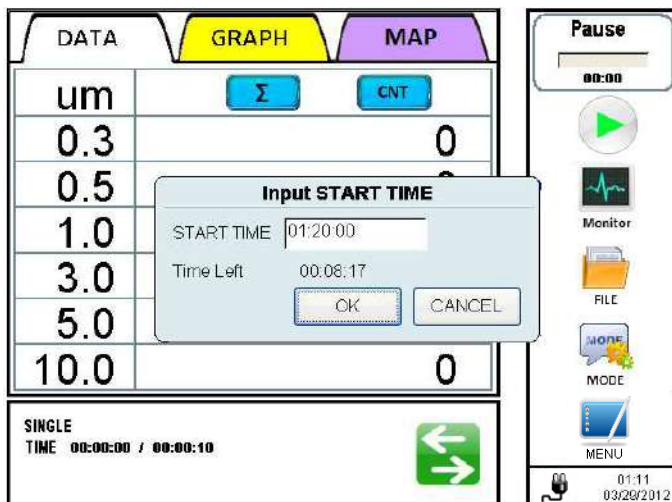 DATA GRAPH MAP
um Σ CNT
0.3 0
0.5
1.0
3.0
5.0
10.0 0
Input START TIME
START TIME 01:20:00
Time Left 00:08:17
OK CANCEL
SINGLE
TIME 00:00:00 / 00:00:10
Pause
00:00
Monitor
FILE
MODE
MODE
MENU
01:11
03/29/2012